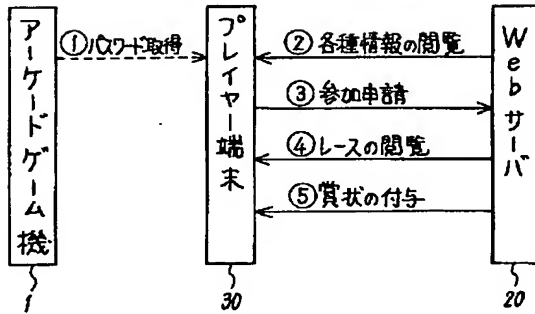 アーケードゲーム機
①パスワード取得
プレイヤー端末
②各種情報の閲覧
③参加申請
④レースの閲覧
⑤賞状の付与
Webサーバ
1
30
20